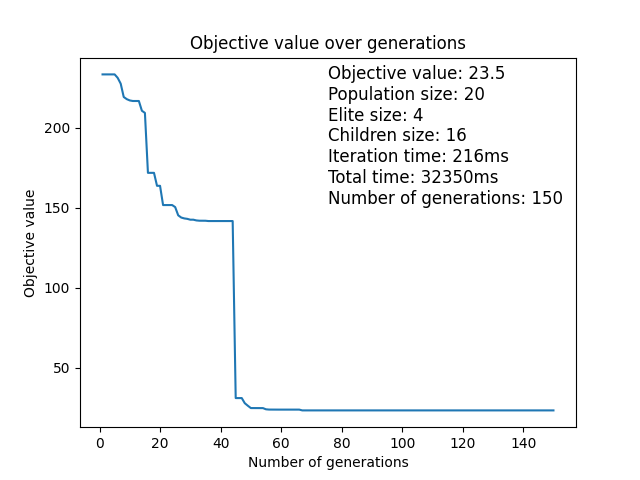 Objective value over generations
Objective value: 23.5
Population size: 20
Elite size: 4
Children size: 16
Iteration time: 216ms
Total time: 32350ms
Number of generations: 150
Objective value
200
150
100
50
0 20 40 60 80 100 120 140
Number of generations